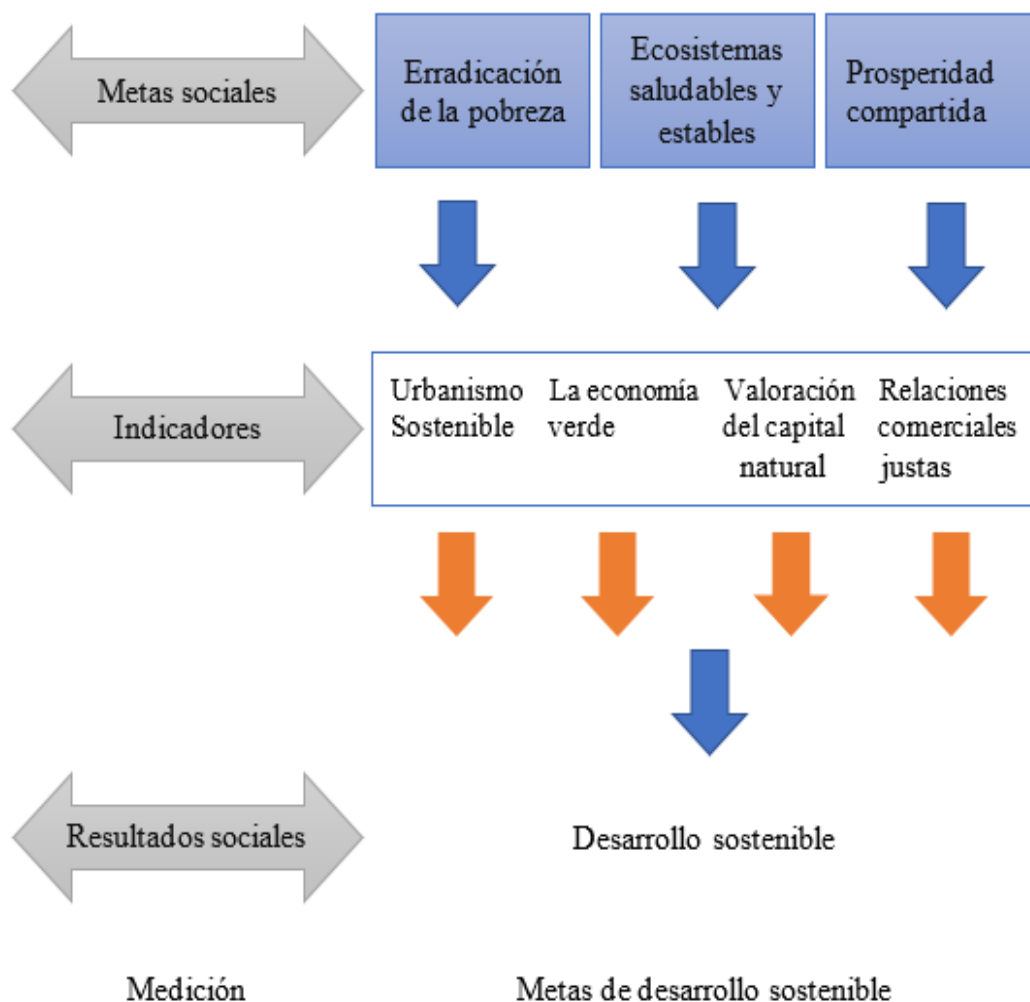 Metas sociales
Erradicación
de la pobreza
Ecosistemas
saludables y
estables
Prosperidad
compartida
Indicadores
Urbanismo
Sostenible
La economía
verde
Valoración
del capital
natural
Relaciones
comerciales
justas
Resultados sociales
Desarrollo sostenible
Medición
Metas de desarrollo sostenible